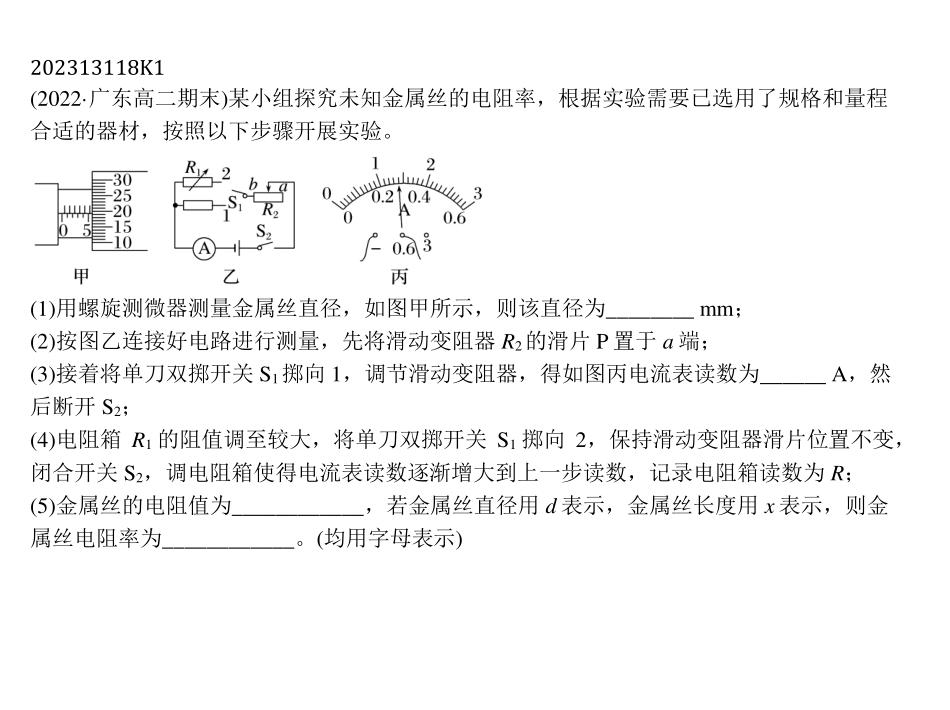 202313118K1
(2022·广东高二期末)某小组探究未知金属丝的电阻率，根据实验需要已选用了规格和量程
合适的器材，按照以下步骤开展实验。
30
25
20
15
10
0 5
甲
R1 2
b a
S1
1 R2
S2
A
乙
0 1 2 3
0 0.2 0.4 0.6
A
− 0.6 3
丙
(1)用螺旋测微器测量金属丝直径，如图甲所示，则该直径为________ mm；
(2)按图乙连接好电路进行测量，先将滑动变阻器 R2的滑片 P 置于 a 端；
(3)接着将单刀双掷开关 S1掷向 1，调节滑动变阻器，得如图丙电流表读数为______ A，然
后断开 S2；
(4)电阻箱 R1 的阻值调至较大，将单刀双掷开关 S1 掷向 2，保持滑动变阻器滑片位置不变，
闭合开关 S2，调电阻箱使得电流表读数逐渐增大到上一步读数，记录电阻箱读数为 R；
(5)金属丝的电阻值为____________，若金属丝直径用 d 表示，金属丝长度用 x 表示，则金
属丝电阻率为____________。(均用字母表示)